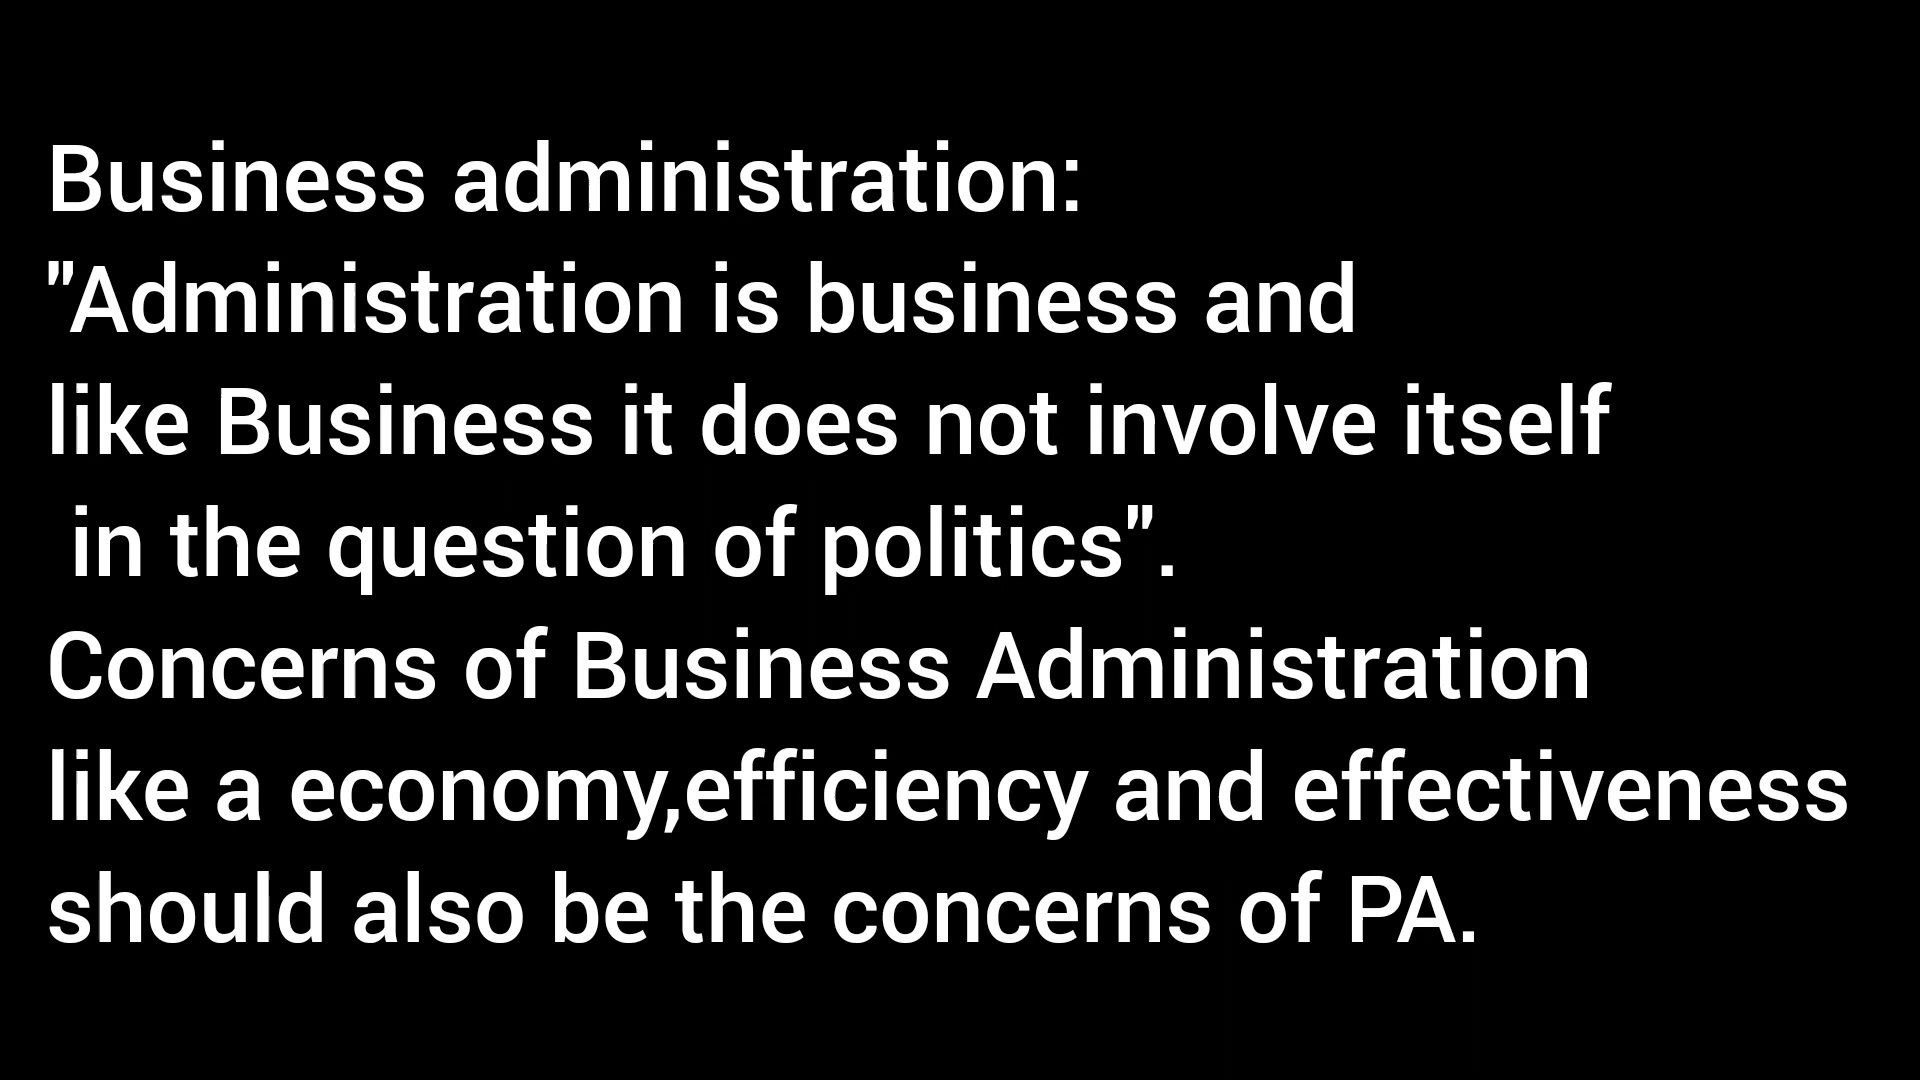 Business administration:
"Administration is business and
like Business it does not involve itself
in the question of politics".
Concerns of Business Administration
like a economy,efficiency and effectiveness
should also be the concerns of PA.